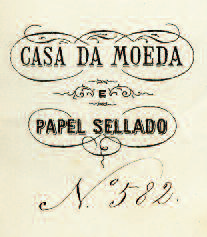 CASA DA MOEDA
E
PAPEL SELLADO
N.º 582.